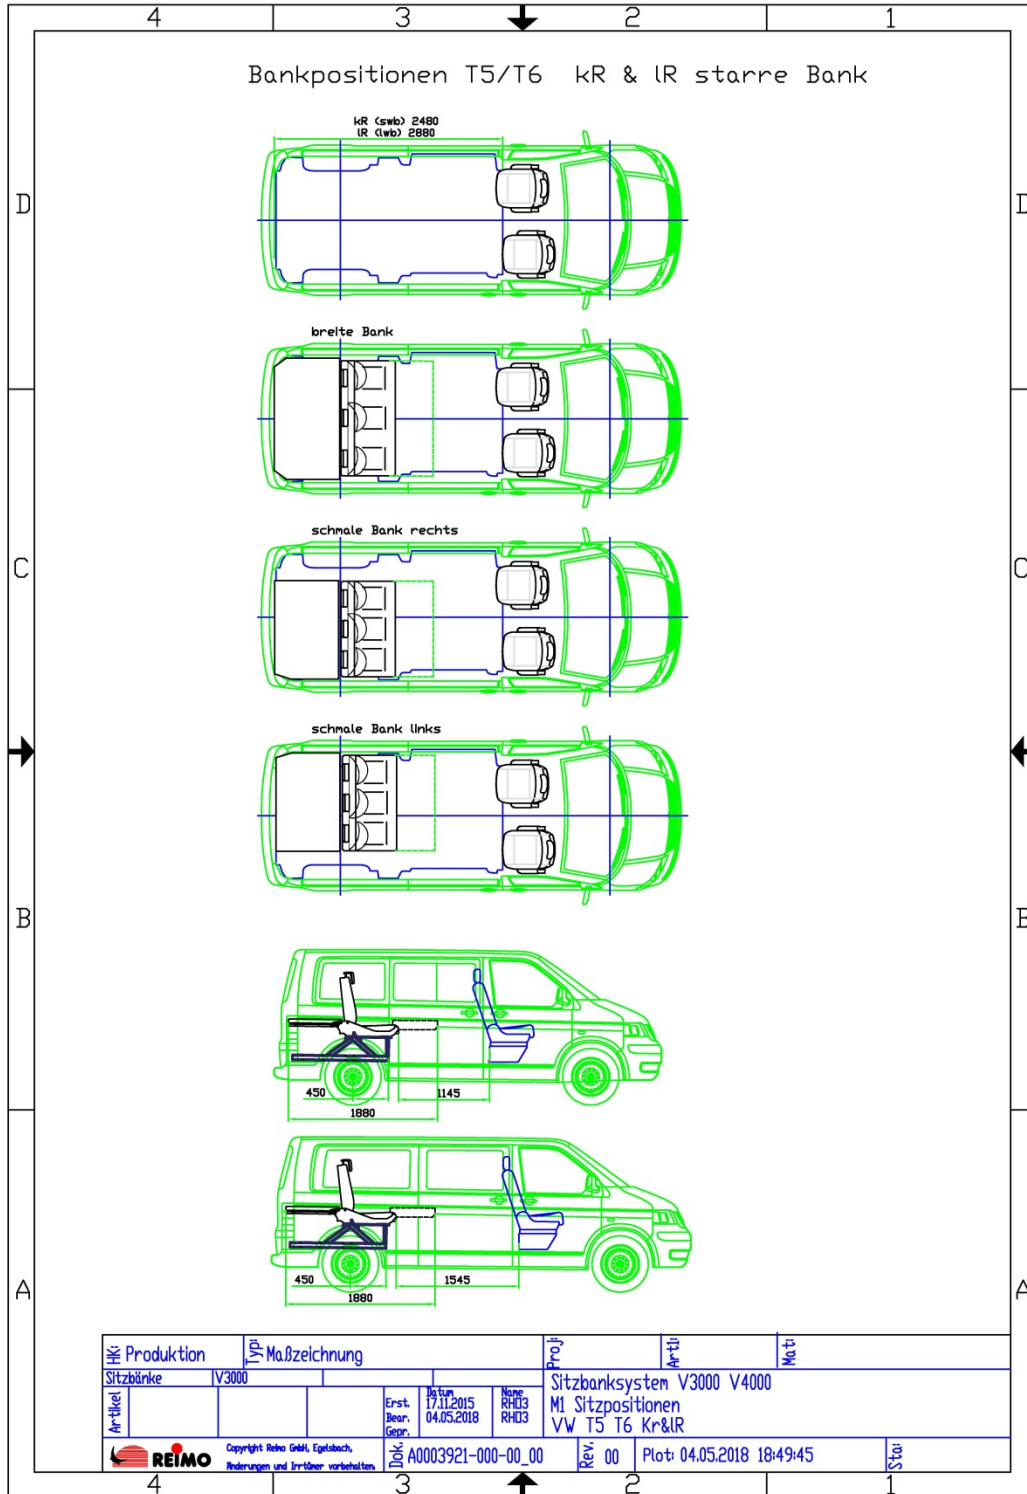 4 3 2 1
Bankpositionen T5/T6 kR & lR starre Bank
kR (swb) 2480
lR (lwb) 2880
D D
breite Bank
schmale Bank rechts
C C
schmale Bank links
B B
450 1145
1880
450 1545
1880
A A
HK: Produktion Typ: Maßzeichnung Proj: Art1: Mat:
Sitzbänke V3000
Sitzbanksystem V3000 V4000
M1 Sitzpositionen
VW T5 T6 Kr&lR
Artikel
Datum Name
Erst. 17.11.2015 RHD3
Bear. 04.05.2018 RHD3
Gepr.
REIMO
Copyright Reimo GmbH, Egelsbach,
Änderungen und Irrtümer vorbehalten.
Dok. A00003921-000-00_00 Rev. 00 Plot: 04.05.2018 18:49:45 Sta:
4 3 2 1